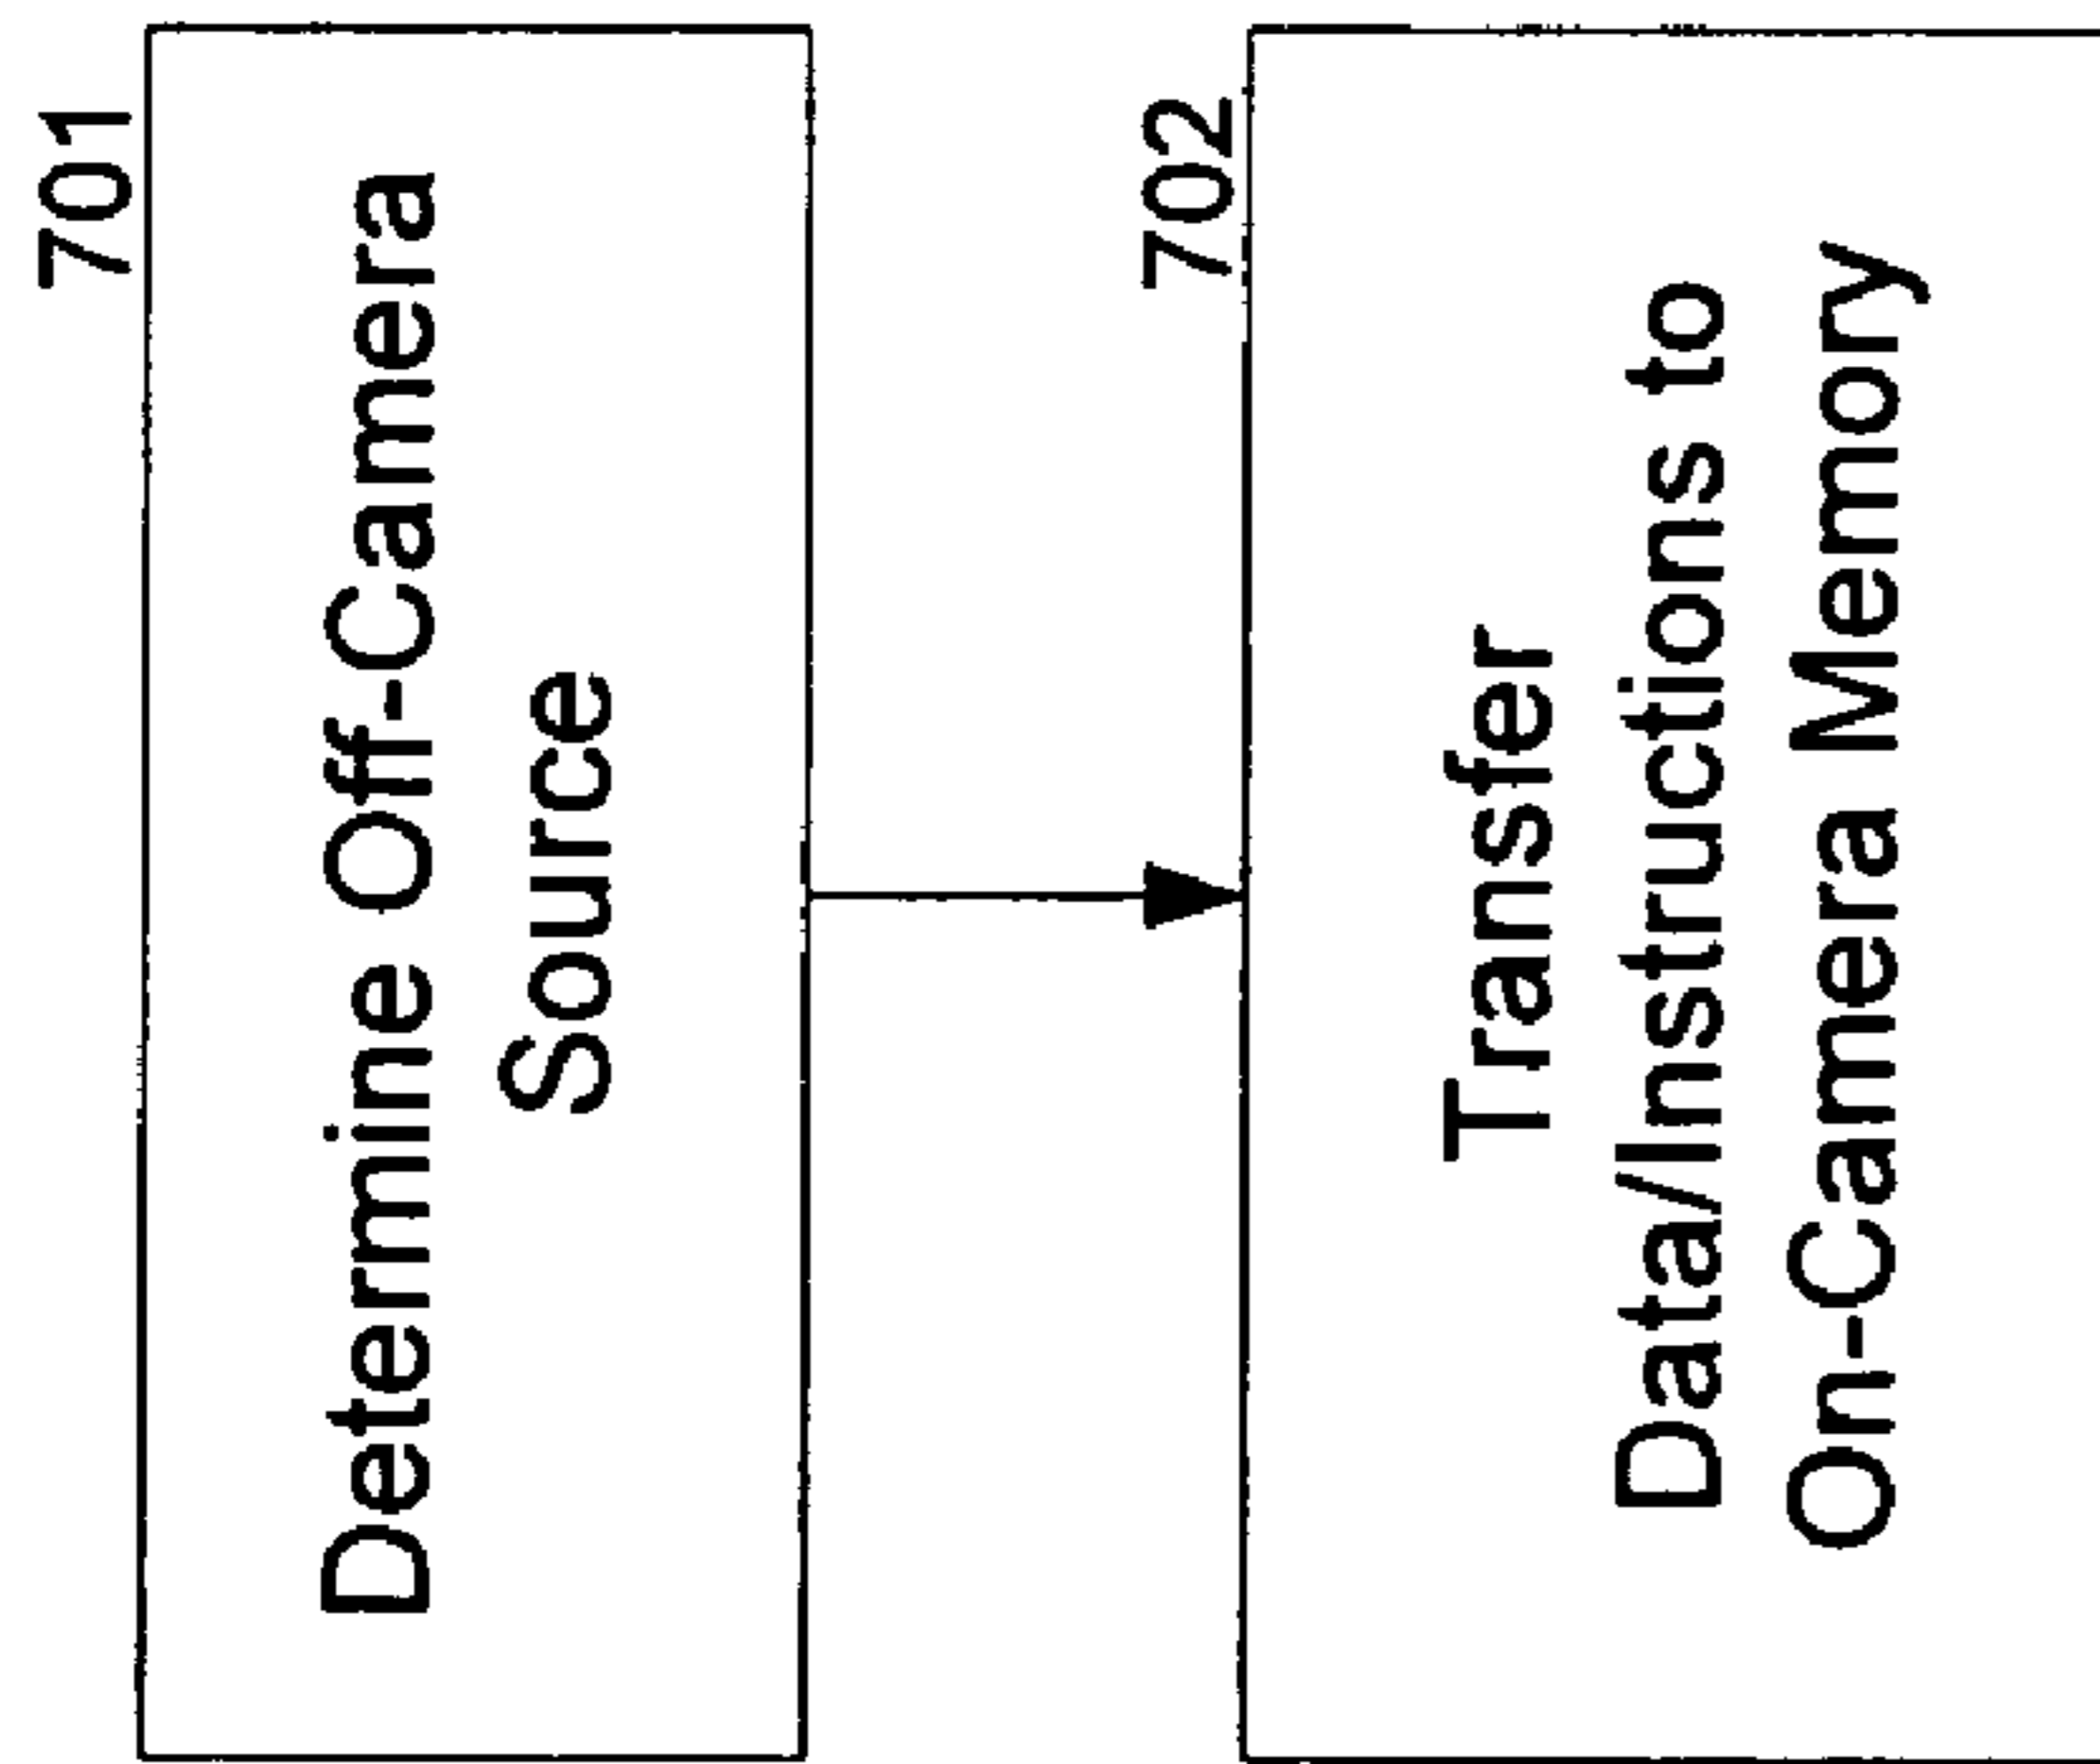 701
Determine Off-Camera
Source
702
Transfer
Data/Instructions to
On-Camera Memory